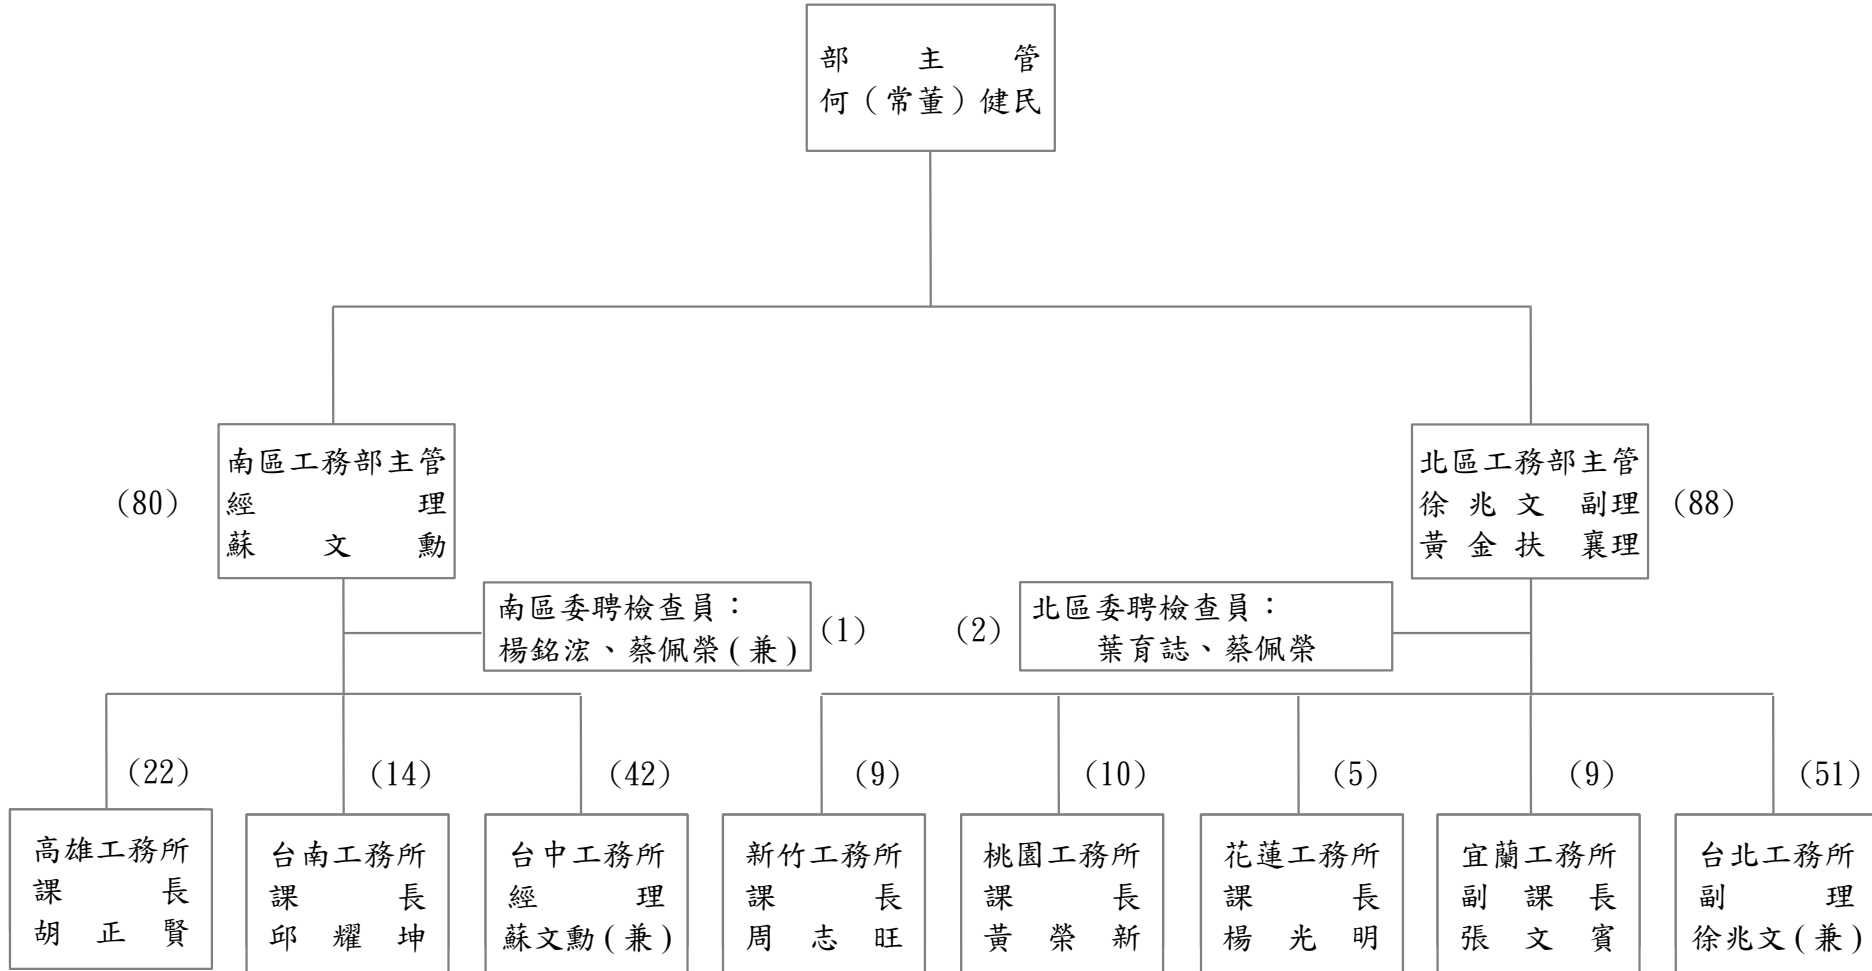 部主管
何（常董）健民
南區工務部主管
經理
蘇文勳
(80)
北區工務部主管
徐兆文 副理
黃金扶 襄理
(88)
南區委聘檢查員：
楊銘浤、蔡佩榮(兼)
(1)
(2)
北區委聘檢查員：
葉育誌、蔡佩榮
(22)
(14)
(42)
(9)
(10)
(5)
(9)
(51)
高雄工務所
課長
胡正賢
台南工務所
課長
邱耀坤
台中工務所
經理
蘇文勳(兼)
新竹工務所
課長
周志旺
桃園工務所
課長
黃榮新
花蓮工務所
課長
楊光明
宜蘭工務所
副課長
張文賓
台北工務所
副理
徐兆文(兼)